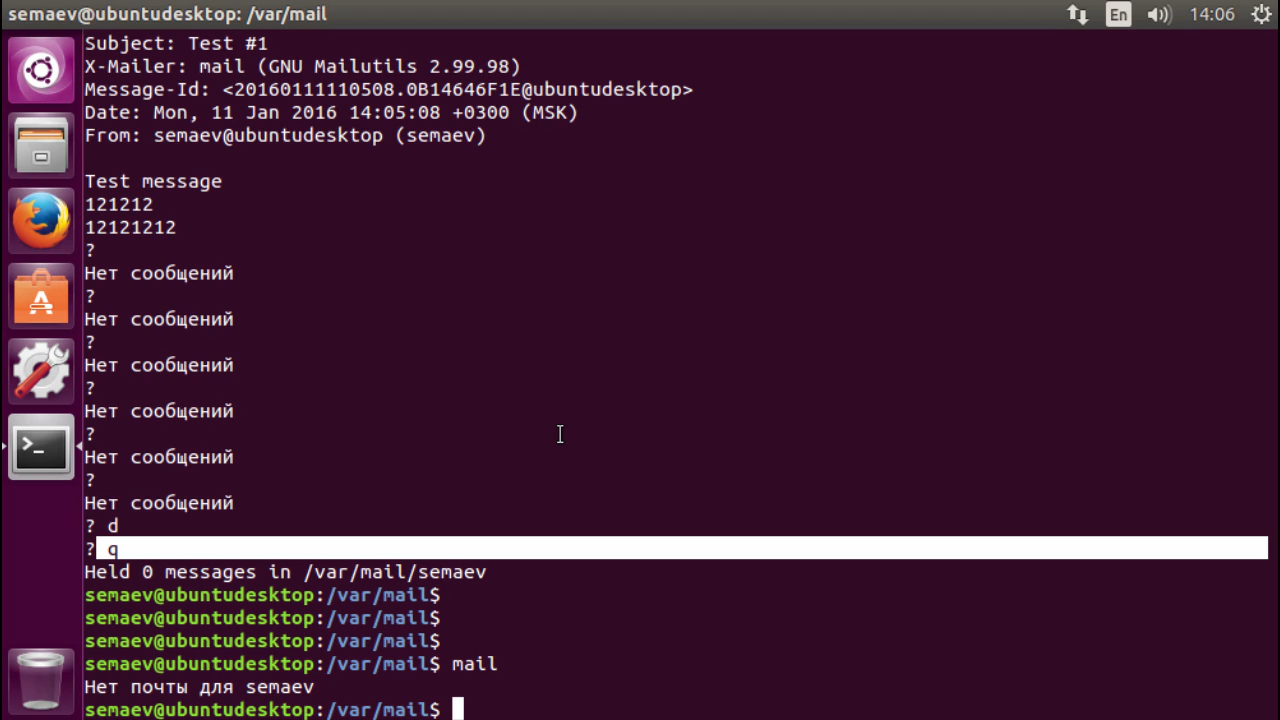 semaev@ubuntudesktop: /var/mail
En
14:06
Subject: Test #1
X-Mailer: mail (GNU Mailutils 2.99.98)
Message-Id: <20160111110508.0B14646F1E@ubuntudesktop>
Date: Mon, 11 Jan 2016 14:05:08 +0300 (MSK)
From: semaev@ubuntudesktop (semaev)
Test message
121212
12121212
?
Нет сообщений
?
Нет сообщений
?
Нет сообщений
?
Нет сообщений
?
Нет сообщений
?
Нет сообщений
? d
? q
Held 0 messages in /var/mail/semaev
semaev@ubuntudesktop:/var/mail$
semaev@ubuntudesktop:/var/mail$
semaev@ubuntudesktop:/var/mail$
semaev@ubuntudesktop:/var/mail$ mail
Нет почты для semaev
semaev@ubuntudesktop:/var/mail$